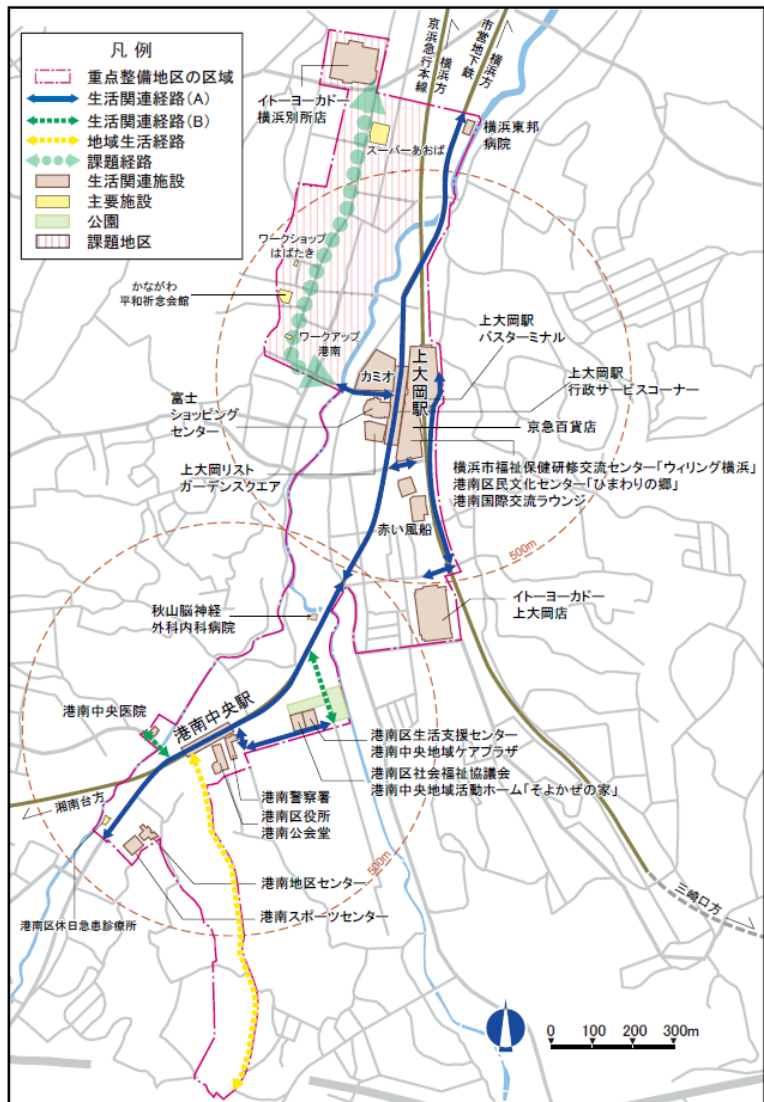 凡例
重点整備地区の区域
生活関連経路(A)
生活関連経路(B)
地域生活経路
課題経路
生活関連施設
主要施設
公園
課題地区
イトーヨーカドー
横浜別所店
スーパーあおば
京浜急行本線
横浜方
市営地下鉄
横浜方
横浜東邦
病院
ワークショップ
はばたき
かながわ
平和祈念会館
ワークアップ
港南
カミオ
上大岡駅
上大岡駅
バスターミナル
上大岡駅
行政サービスコーナー
京急百貨店
富士
ショッピング
センター
上大岡リスト
ガーデンスクエア
横浜市福祉保健研修交流センター「ウィリング横浜」
港南区民文化センター「ひまわりの郷」
港南国際交流ラウンジ
赤い風船
500m
イトーヨーカドー
上大岡店
秋山脳神経
外科内科病院
港南中央医院
港南中央駅
港南区生活支援センター
港南中央地域ケアプラザ
港南区社会福祉協議会
港南中央地域活動ホーム「そよかぜの家」
湘南台方
港南警察署
港南区役所
港南公会堂
500m
港南地区センター
港南スポーツセンター
港南区休日急患診療所
三崎口方
0 100 200 300m